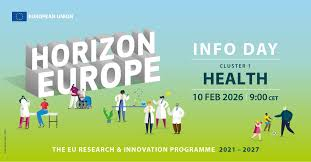 EUROPEAN UNION
HORIZON
EUROPE
INFO DAY
CLUSTER 1
HEALTH
10 FEB 2026 | 9:00 CET
THE EU RESEARCH & INNOVATION PROGRAMME 2021 – 2027